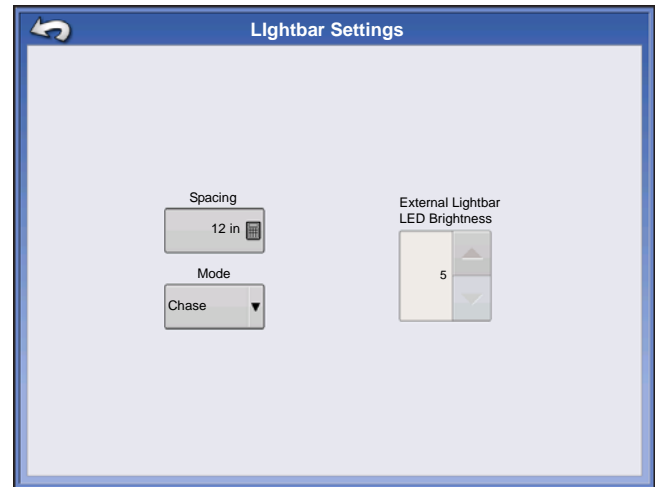 LIghtbar Settings
Spacing
12 in
Mode
Chase
External Lightbar
LED Brightness
5